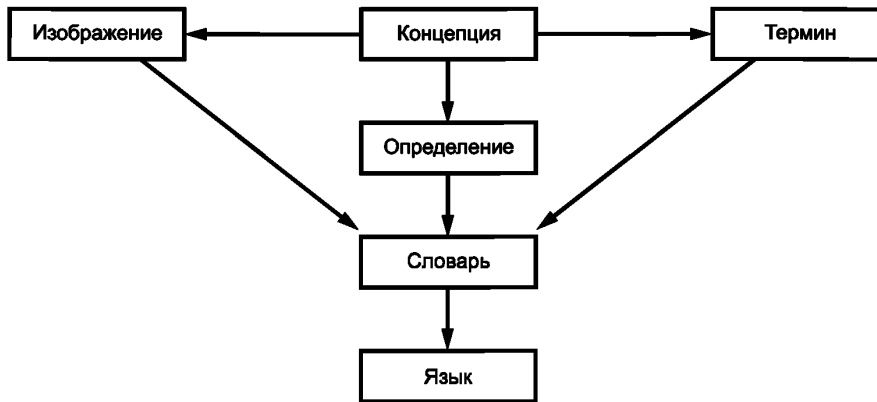 Изображение
Концепция
Термин
Определение
Словарь
Язык